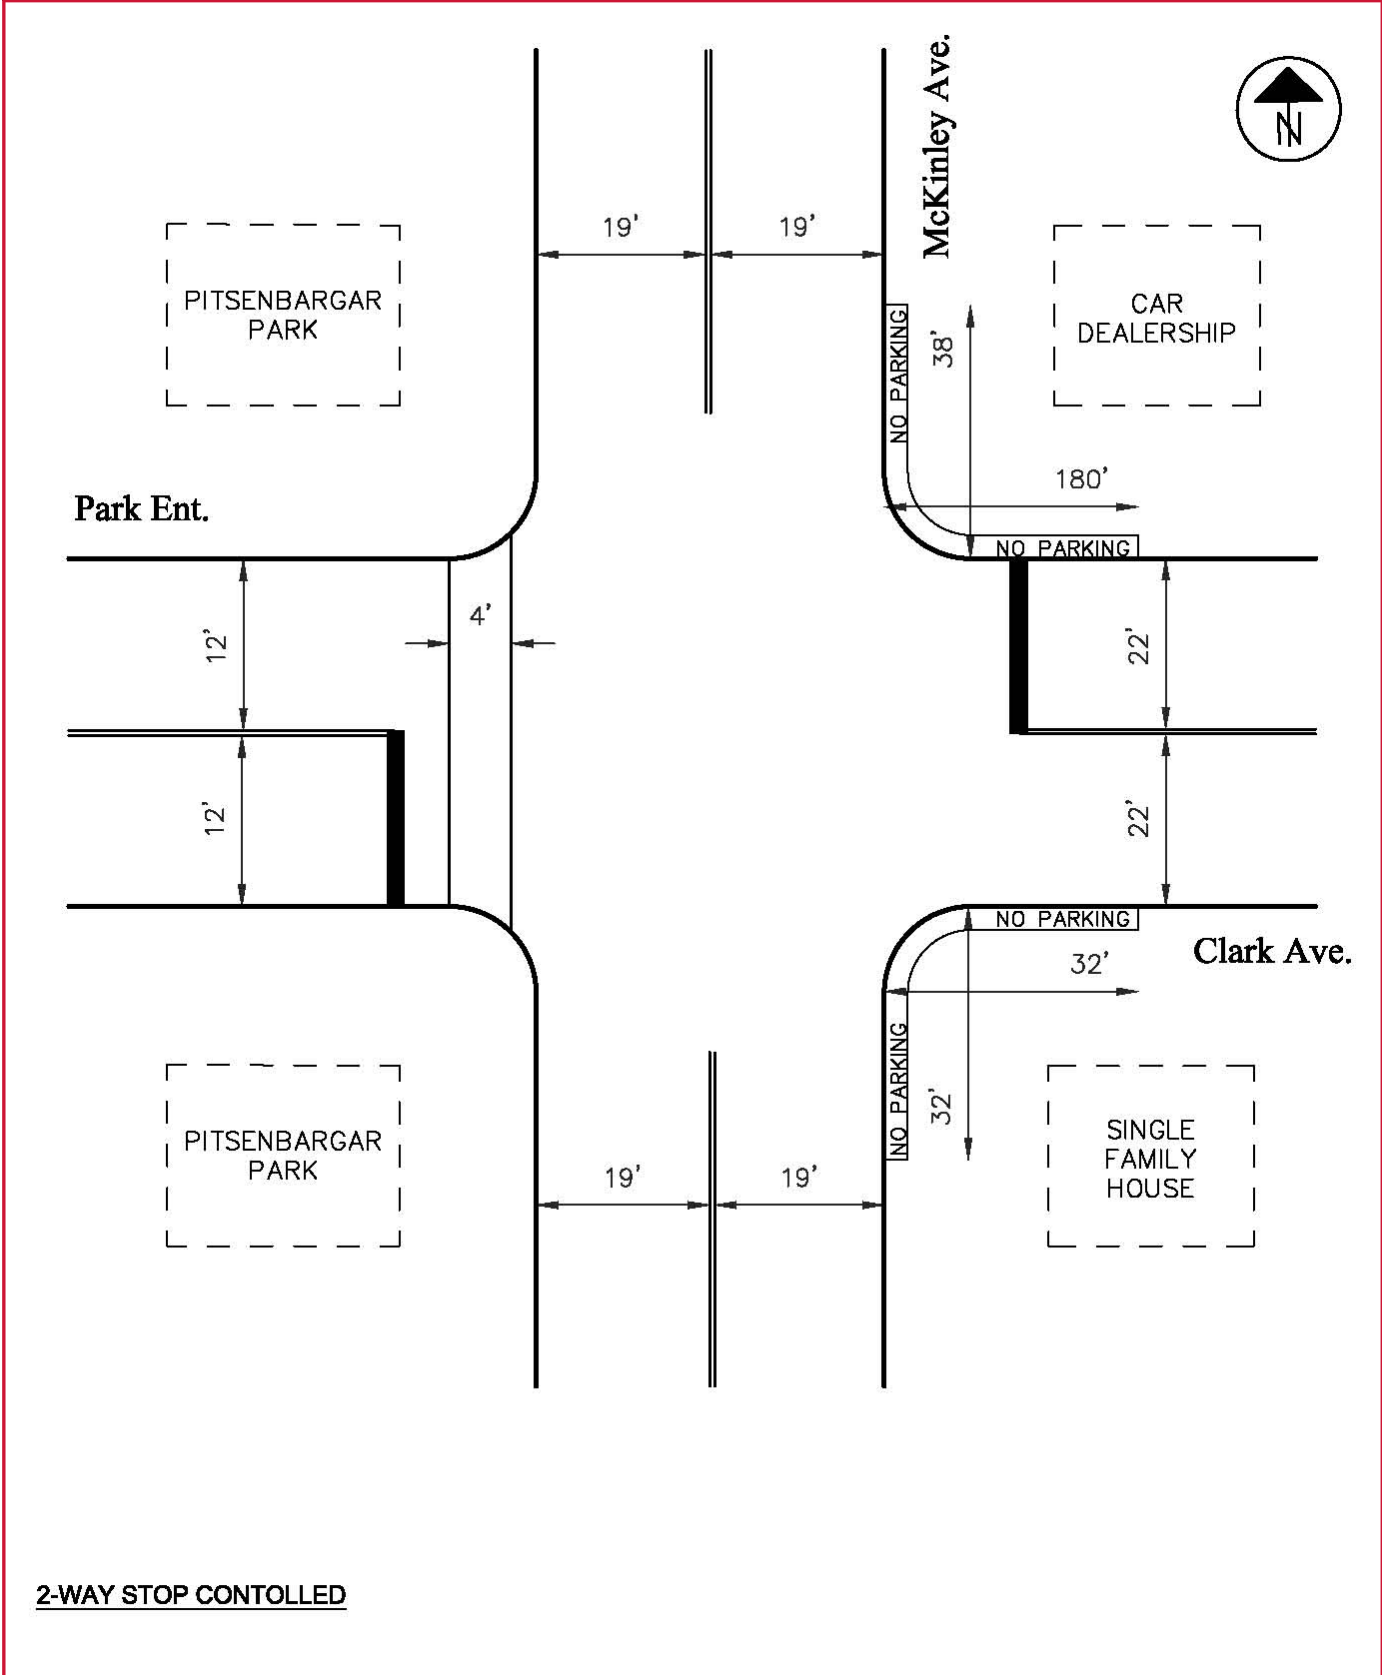 McKinley Ave.
N
19'
19'
PITSENBARGAR
PARK
CAR
DEALERSHIP
NO PARKING
38'
180'
Park Ent.
NO PARKING
4'
12'
22'
12'
22'
NO PARKING
Clark Ave.
32'
NO PARKING
32'
PITSENBARGAR
PARK
SINGLE
FAMILY
HOUSE
19'
19'
2-WAY STOP CONTOLLED